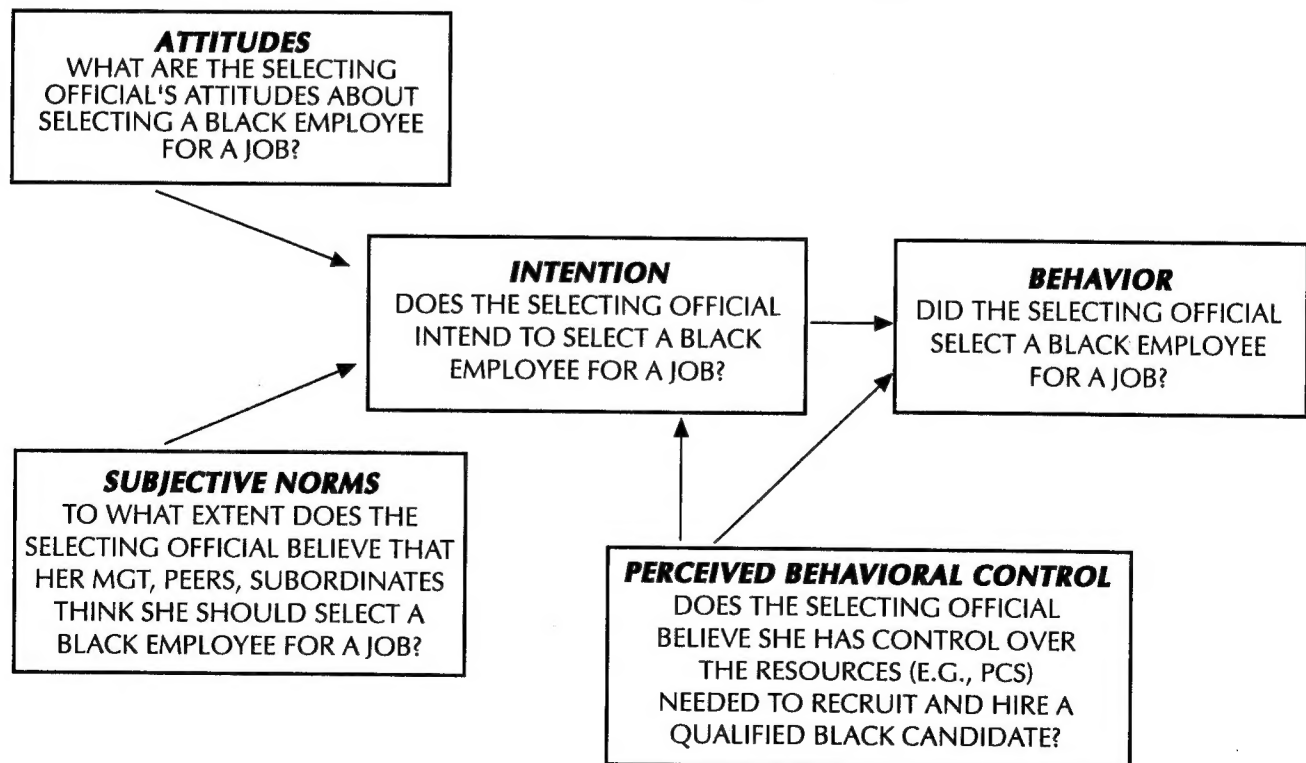 ATTITUDES
WHAT ARE THE SELECTING
OFFICIAL'S ATTITUDES ABOUT
SELECTING A BLACK EMPLOYEE
FOR A JOB?
INTENTION
DOES THE SELECTING OFFICIAL
INTEND TO SELECT A BLACK
EMPLOYEE FOR A JOB?
BEHAVIOR
DID THE SELECTING OFFICIAL
SELECT A BLACK EMPLOYEE
FOR A JOB?
SUBJECTIVE NORMS
TO WHAT EXTENT DOES THE
SELECTING OFFICIAL BELIEVE THAT
HER MGT, PEERS, SUBORDINATES
THINK SHE SHOULD SELECT A
BLACK EMPLOYEE FOR A JOB?
PERCEIVED BEHAVIORAL CONTROL
DOES THE SELECTING OFFICIAL
BELIEVE SHE HAS CONTROL OVER
THE RESOURCES (E.G., PCS)
NEEDED TO RECRUIT AND HIRE A
QUALIFIED BLACK CANDIDATE?